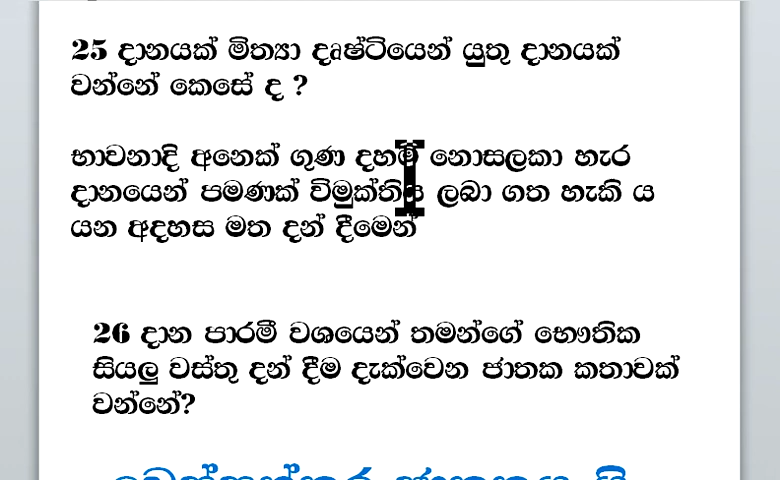 25 දානයක් මිත්‍යා දෘෂ්ටියෙන් යුතු දානයක්
වන්නේ කෙසේ ද ?
භාවනාදි අනෙක් ගුණ දහම් නොසලකා හැර
දානයෙන් පමණක් විමුක්තිය ලබා ගත හැකි ය
යන අදහස මත දන් දීමෙන්
26 දාන පාරමී වශයෙන් තමන්ගේ භෞතික
සියලු වස්තු දන් දීම දැක්වෙන ජාතක කතාවක්
වන්නේ?